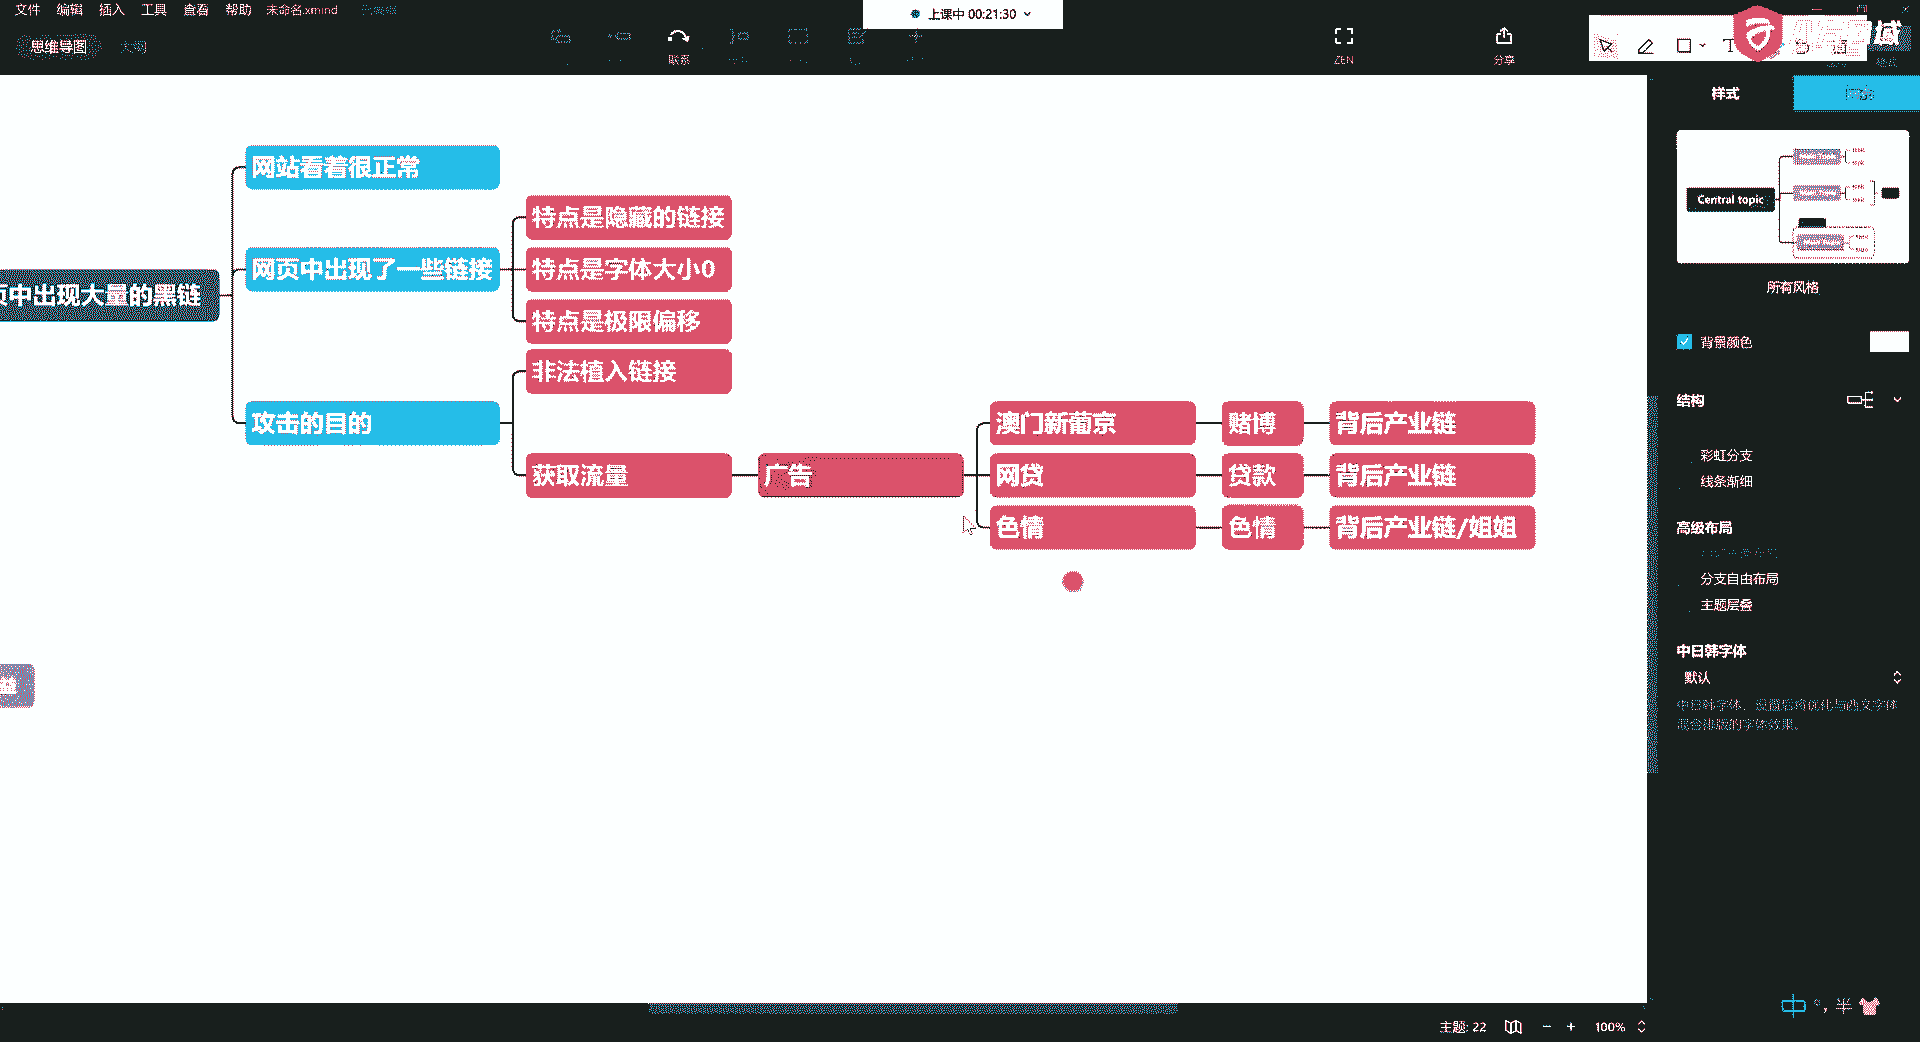 文件 编辑 插入 工具 查看 帮助 未命名.xmind
上课中 00:21:30
思维导图 大纲
联系
ZEN
分享
样式
网站看着很正常
特点是隐藏的链接
网页中出现了一些链接
特点是字体大小0
页中出现大量的黑链
特点是极限偏移
非法植入链接
攻击的目的
获取流量
广告
澳门新葡京
赌博
背后产业链
网贷
贷款
背后产业链
色情
色情
背后产业链/姐姐
Central topic
所有风格
背景颜色
结构
彩虹分支
线条渐细
高级布局
分支自由布局
主题层叠
中日韩字体
默认
中日韩字体，设置后将优化与西文字体
混合排版的字体效果。
主题: 22
100%
中